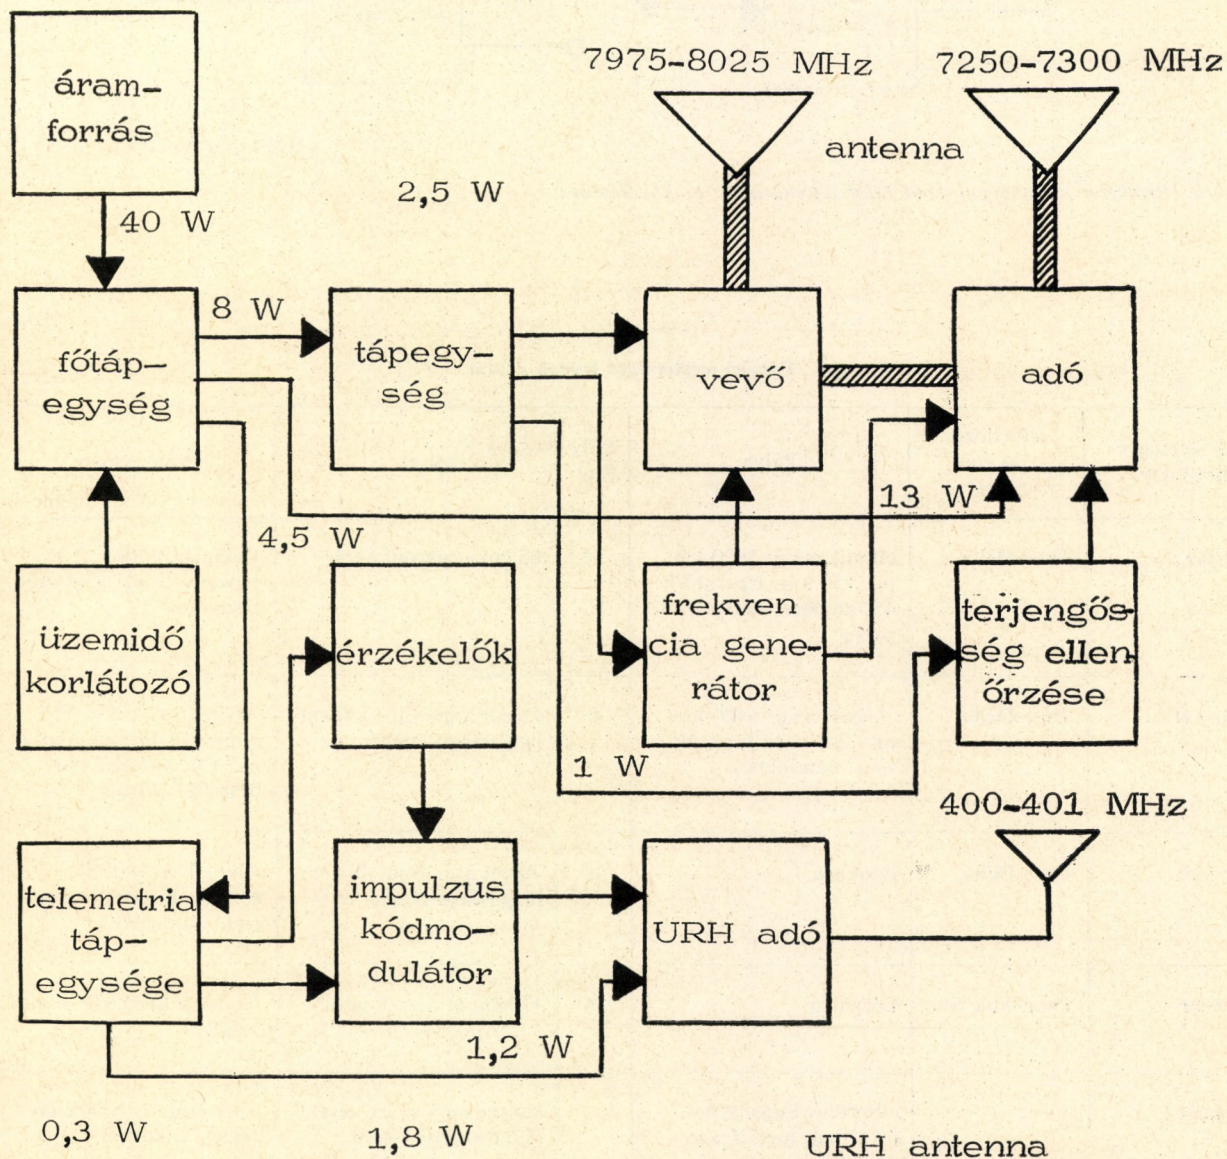 7975-8025 MHz
7250-7300 MHz
áram-
forrás
antenna
2,5 W
40 W
8 W
főtáp-
egység
tápegy-
ség
vevő
adó
13 W
4,5 W
üzemidő
korlátozó
érzékelők
frekven
cia gene-
rátor
terjengős-
ség ellen
őrzése
1 W
400-401 MHz
telemetria
táp-
egysége
impulzus
kódmo-
dulátor
URH adó
1,2 W
0,3 W
1,8 W
URH antenna